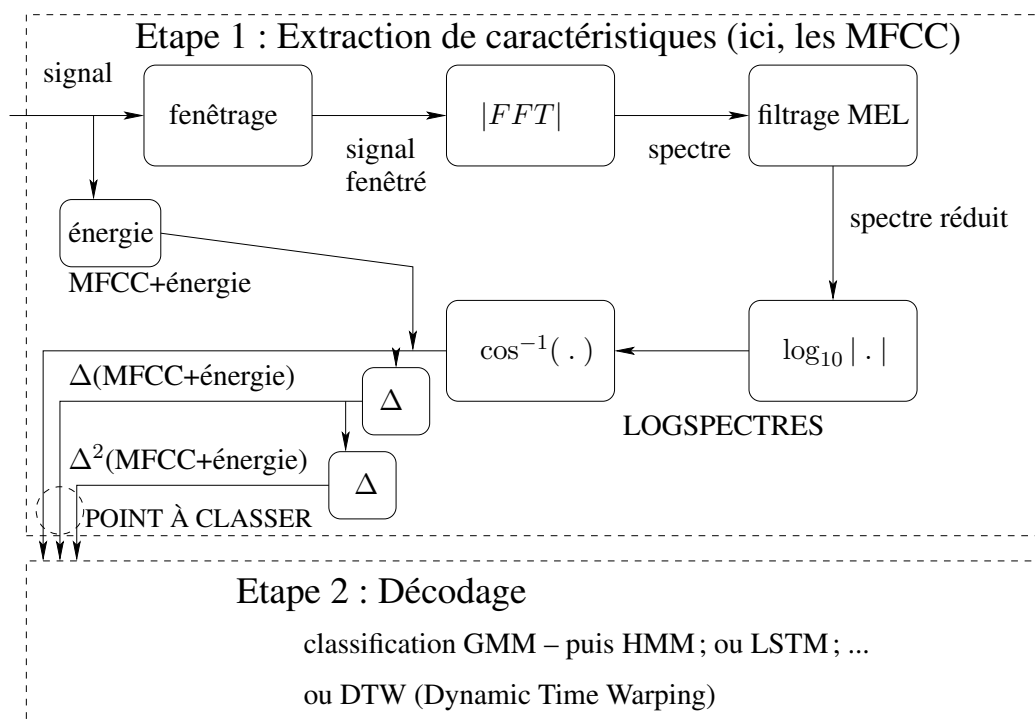 Etape 1 : Extraction de caractéristiques (ici, les MFCC)
signal
fenêtrage
|FFT|
filtrage MEL
signal
fenêtré
spectre
spectre réduit
énergie
MFCC+énergie
cos⁻¹( . )
log₁₀ | . |
LOGSPECTRES
Δ(MFCC+énergie)
Δ
Δ²(MFCC+énergie)
Δ
POINT À CLASSER
Etape 2 : Décodage
classification GMM – puis HMM ; ou LSTM ; ...
ou DTW (Dynamic Time Warping)